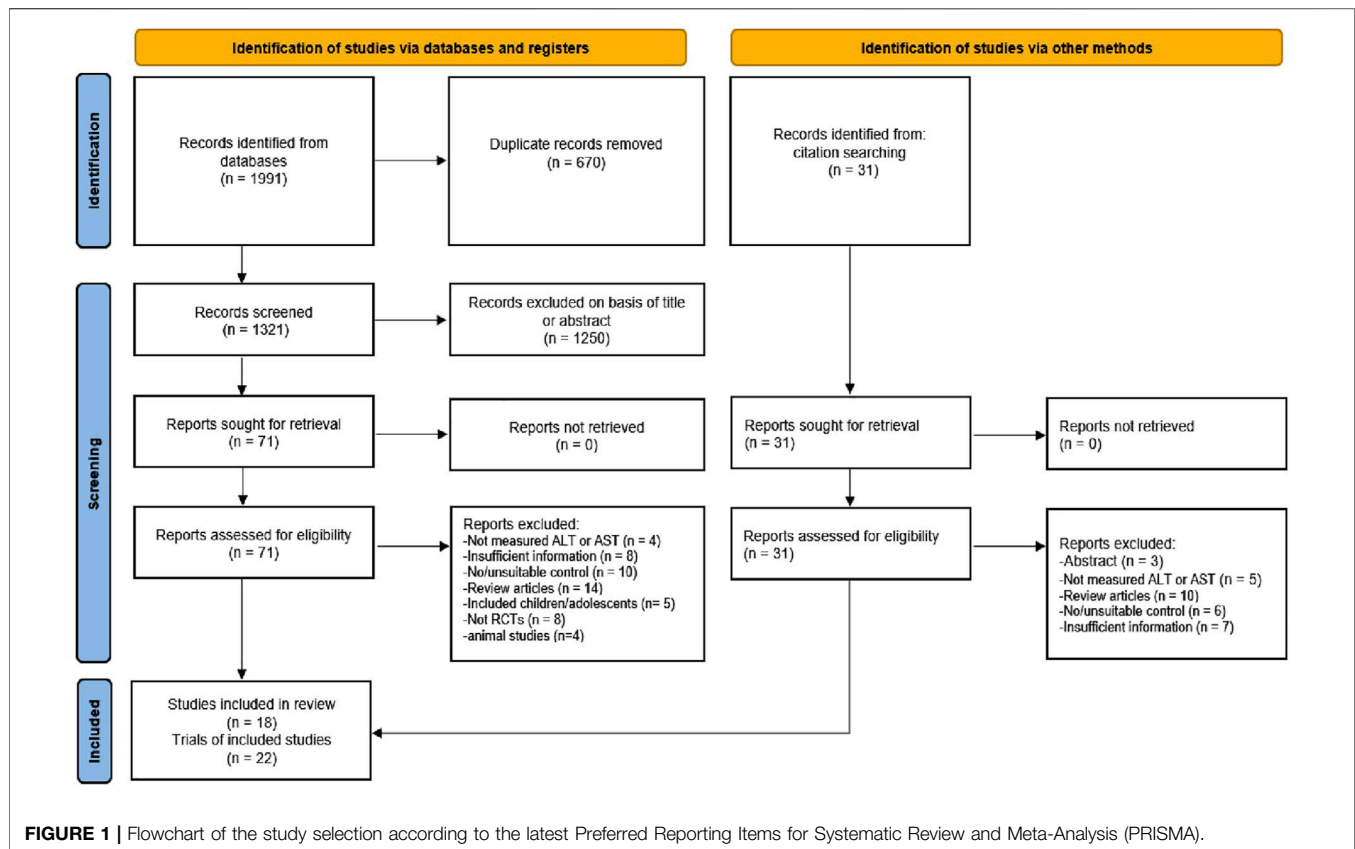 Identification of studies via databases and registers
Identification of studies via other methods
Identification
Records identified from
databases
(n = 1991)
Duplicate records removed
(n = 670)
Records identified from:
citation searching
(n = 31)
Screening
Records screened
(n = 1321)
Records excluded on basis of title
or abstract
(n = 1250)
Reports sought for retrieval
(n = 71)
Reports not retrieved
(n = 0)
Reports sought for retrieval
(n = 31)
Reports not retrieved
(n = 0)
Reports assessed for eligibility
(n = 71)
Reports excluded:
-Not measured ALT or AST (n = 4)
-Insufficient information (n = 8)
-No/unsuitable control (n = 10)
-Review articles (n = 14)
-Included children/adolescents (n= 5)
-Not RCTs (n = 8)
-animal studies (n=4)
Reports assessed for eligibility
(n = 31)
Reports excluded:
-Abstract (n = 3)
-Not measured ALT or AST (n = 5)
-Review articles (n = 10)
-No/unsuitable control (n = 6)
-Insufficient information (n = 7)
Included
Studies included in review
(n = 18)
Trials of included studies
(n = 22)
FIGURE 1 | Flowchart of the study selection according to the latest Preferred Reporting Items for Systematic Review and Meta-Analysis (PRISMA).